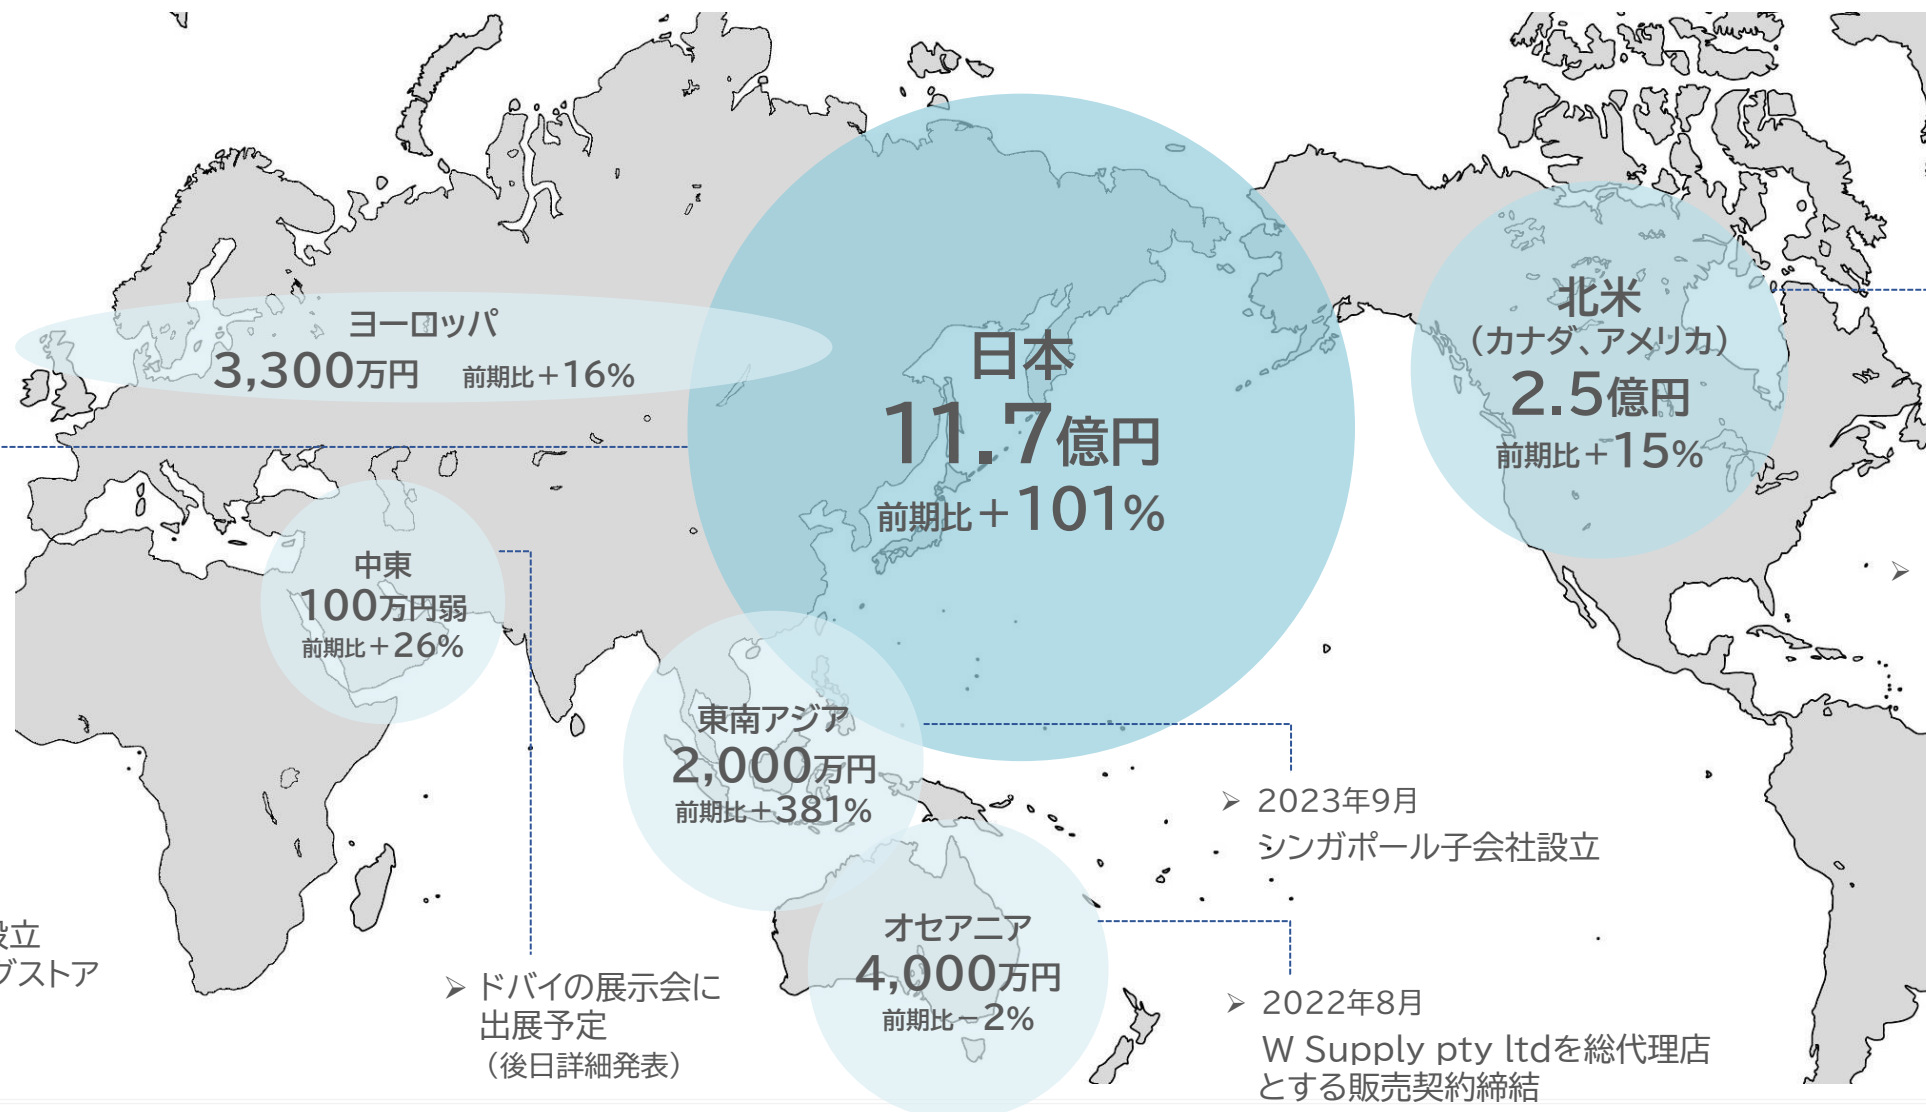 ヨーロッパ
3,300万円 前期比＋16%
日本
11.7億円
前期比＋101%
北米
（カナダ、アメリカ）
2.5億円
前期比＋15%
中東
100万円弱
前期比＋26%
東南アジア
2,000万円
前期比＋381%
オセアニア
4,000万円
前期比－2%
➢ 2023年9月
シンガポール子会社設立
設立
グストア
➢ ドバイの展示会に
出展予定
（後日詳細発表）
➢ 2022年8月
W Supply pty ltdを総代理店
とする販売契約締結
➢